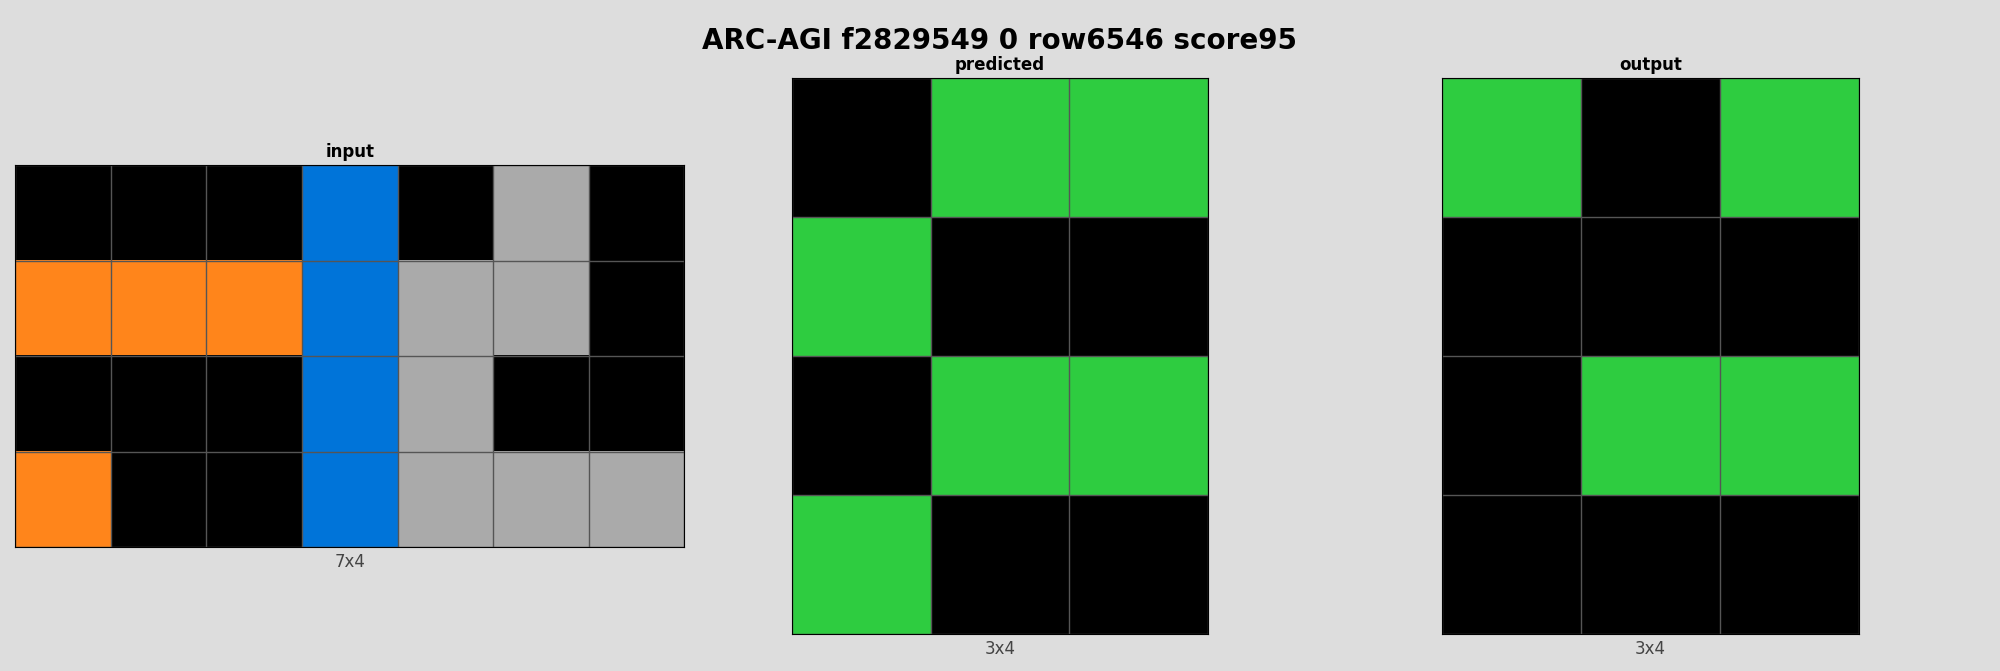 ARC-AGI f2829549 0 row6546 score95
input
predicted
output
7x4
3x4
3x4